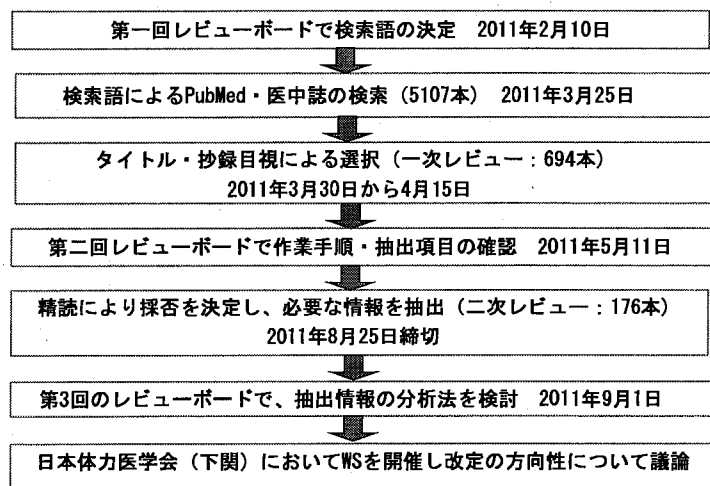 第一回レビューボードで検索語の決定　2011年2月10日
検索語によるPubMed・医中誌の検索（5107本）　2011年3月25日
タイトル・抄録目視による選択（一次レビュー：694本）
2011年3月30日から4月15日
第二回レビューボードで作業手順・抽出項目の確認　2011年5月11日
精読により採否を決定し、必要な情報を抽出（二次レビュー：176本）
2011年8月25日締切
第3回のレビューボードで、抽出情報の分析法を検討　2011年9月1日
日本体力医学会（下関）においてWSを開催し改定の方向性について議論